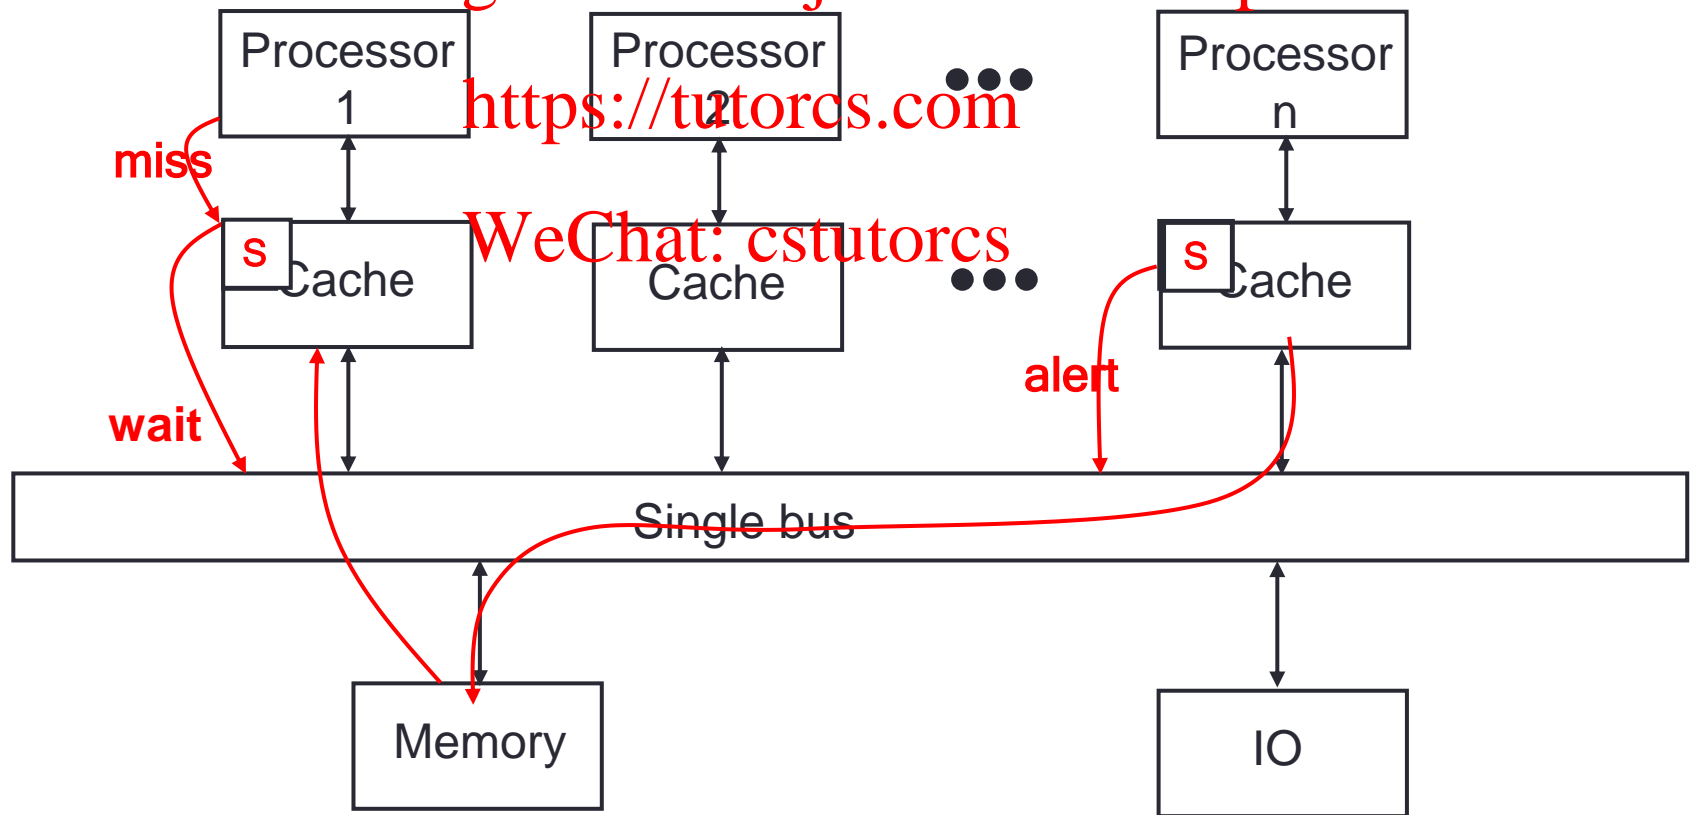 Processor
1
Processor
2
Processor
n
https://tutorcs.com
miss
WeChat: cstutorcs
S
Cache
Cache
S
Cache
alert
wait
Single bus
Memory
IO